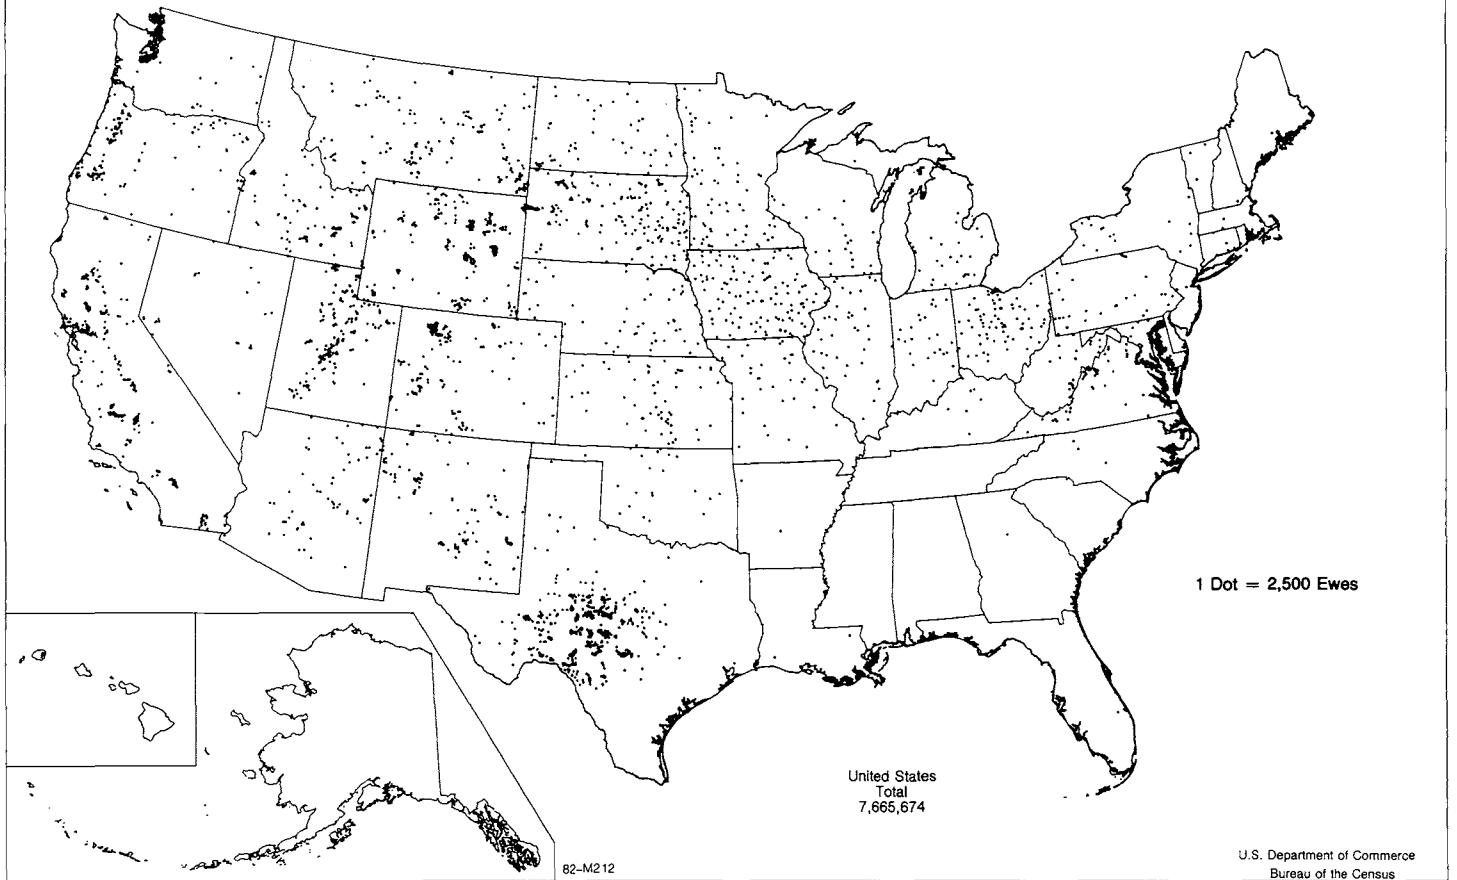 1 Dot = 2,500 Ewes
United States
Total
7,665,674
82-M212
U.S. Department of Commerce
Bureau of the Census